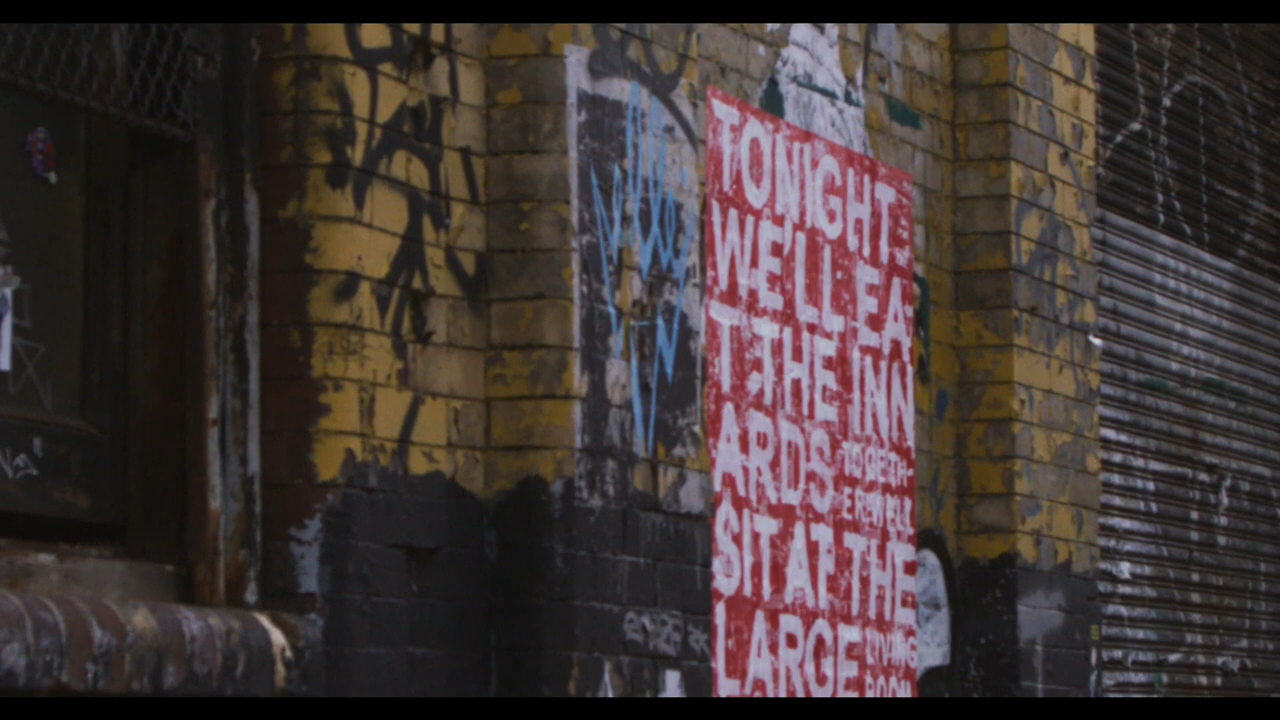 TONIGHT
WE'LL EA
T THE INN
ARDS TOGETH-
ER WE'LL
SIT AT THE
LARGE LIVING
ROOM